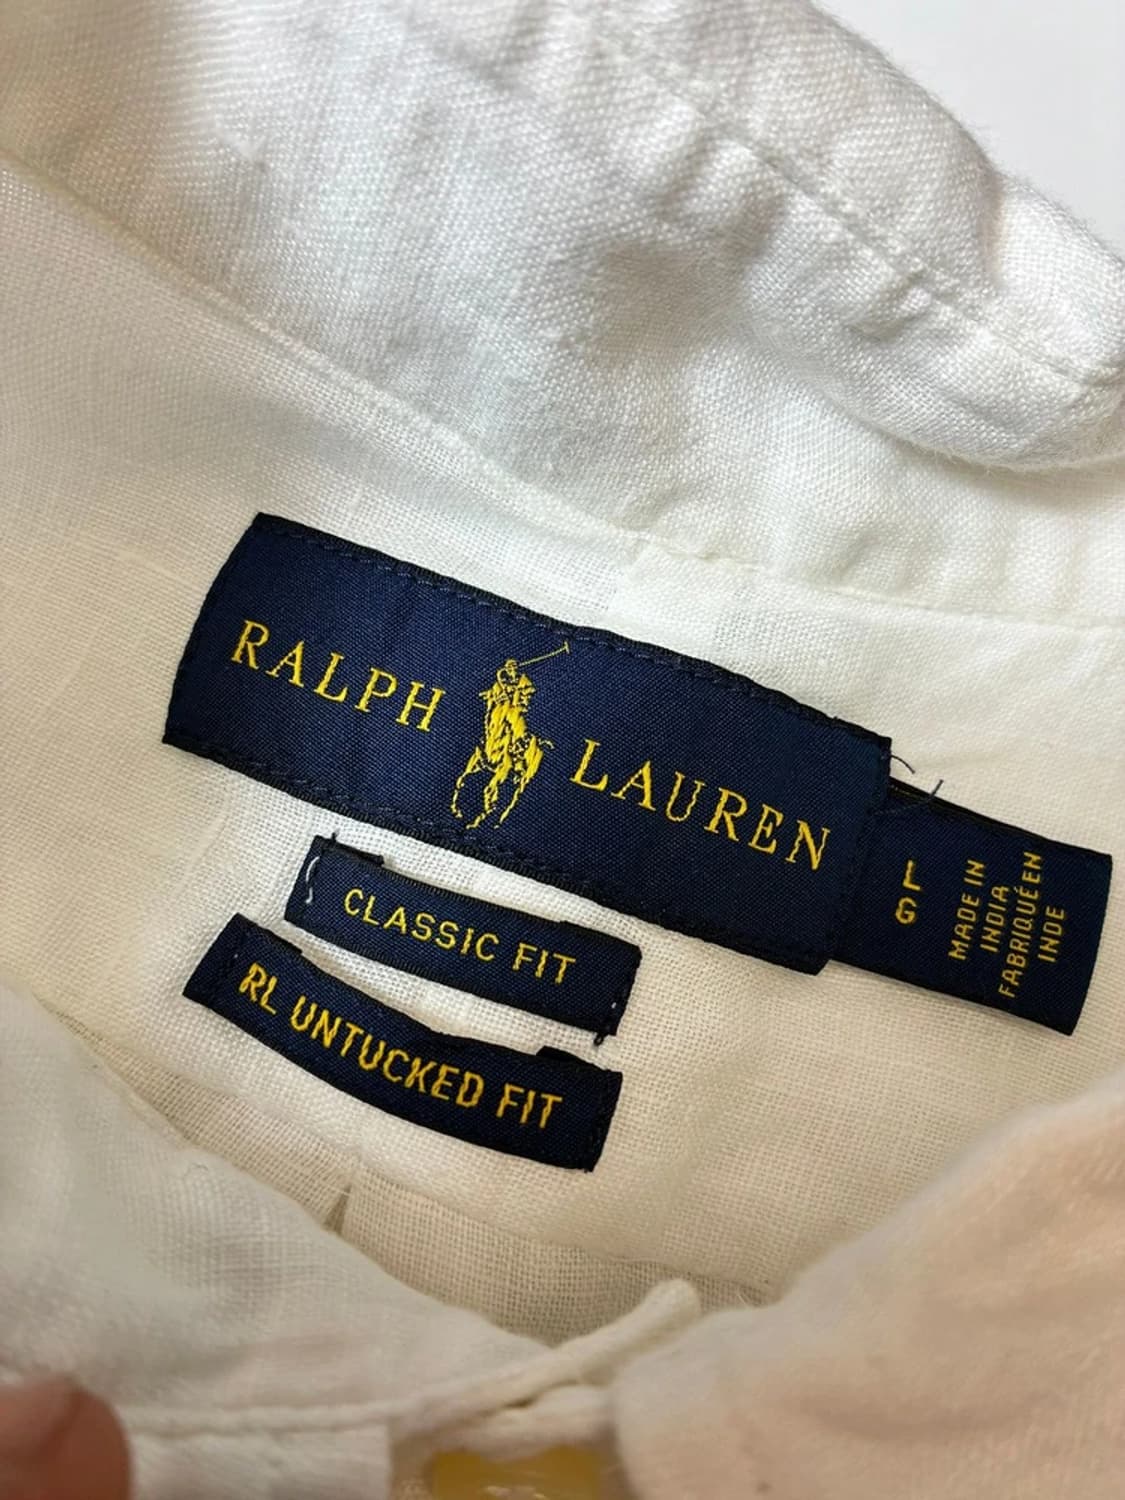 RALPH LAUREN
L
G
MADE IN
INDIA
FABRIQUÉ EN
INDE
CLASSIC FIT
RL UNTUCKED FIT